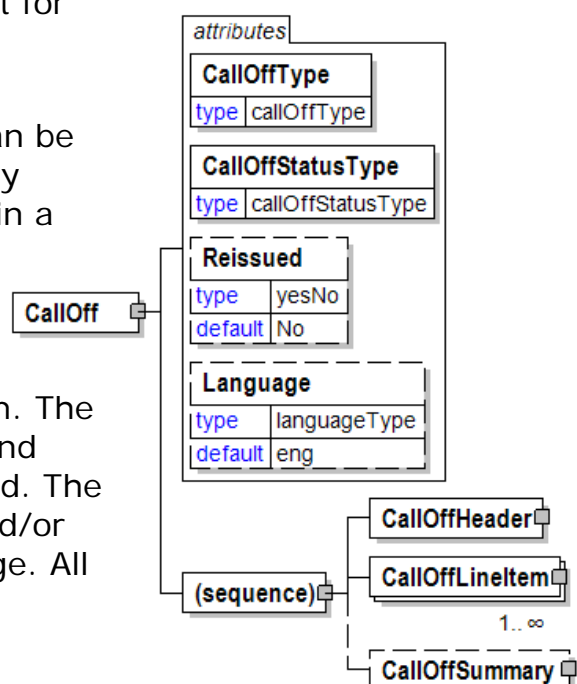 t for
an be
y
in a
n. The
nd
d. The
d/or
ge. All
attributes
CallOffType
type callOffType
CallOffStatusType
type callOffStatusType
Reissued
type yesNo
default No
Language
type languageType
default eng
CallOff
(sequence)
CallOffHeader
CallOffLineItem
1.. ∞
CallOffSummary